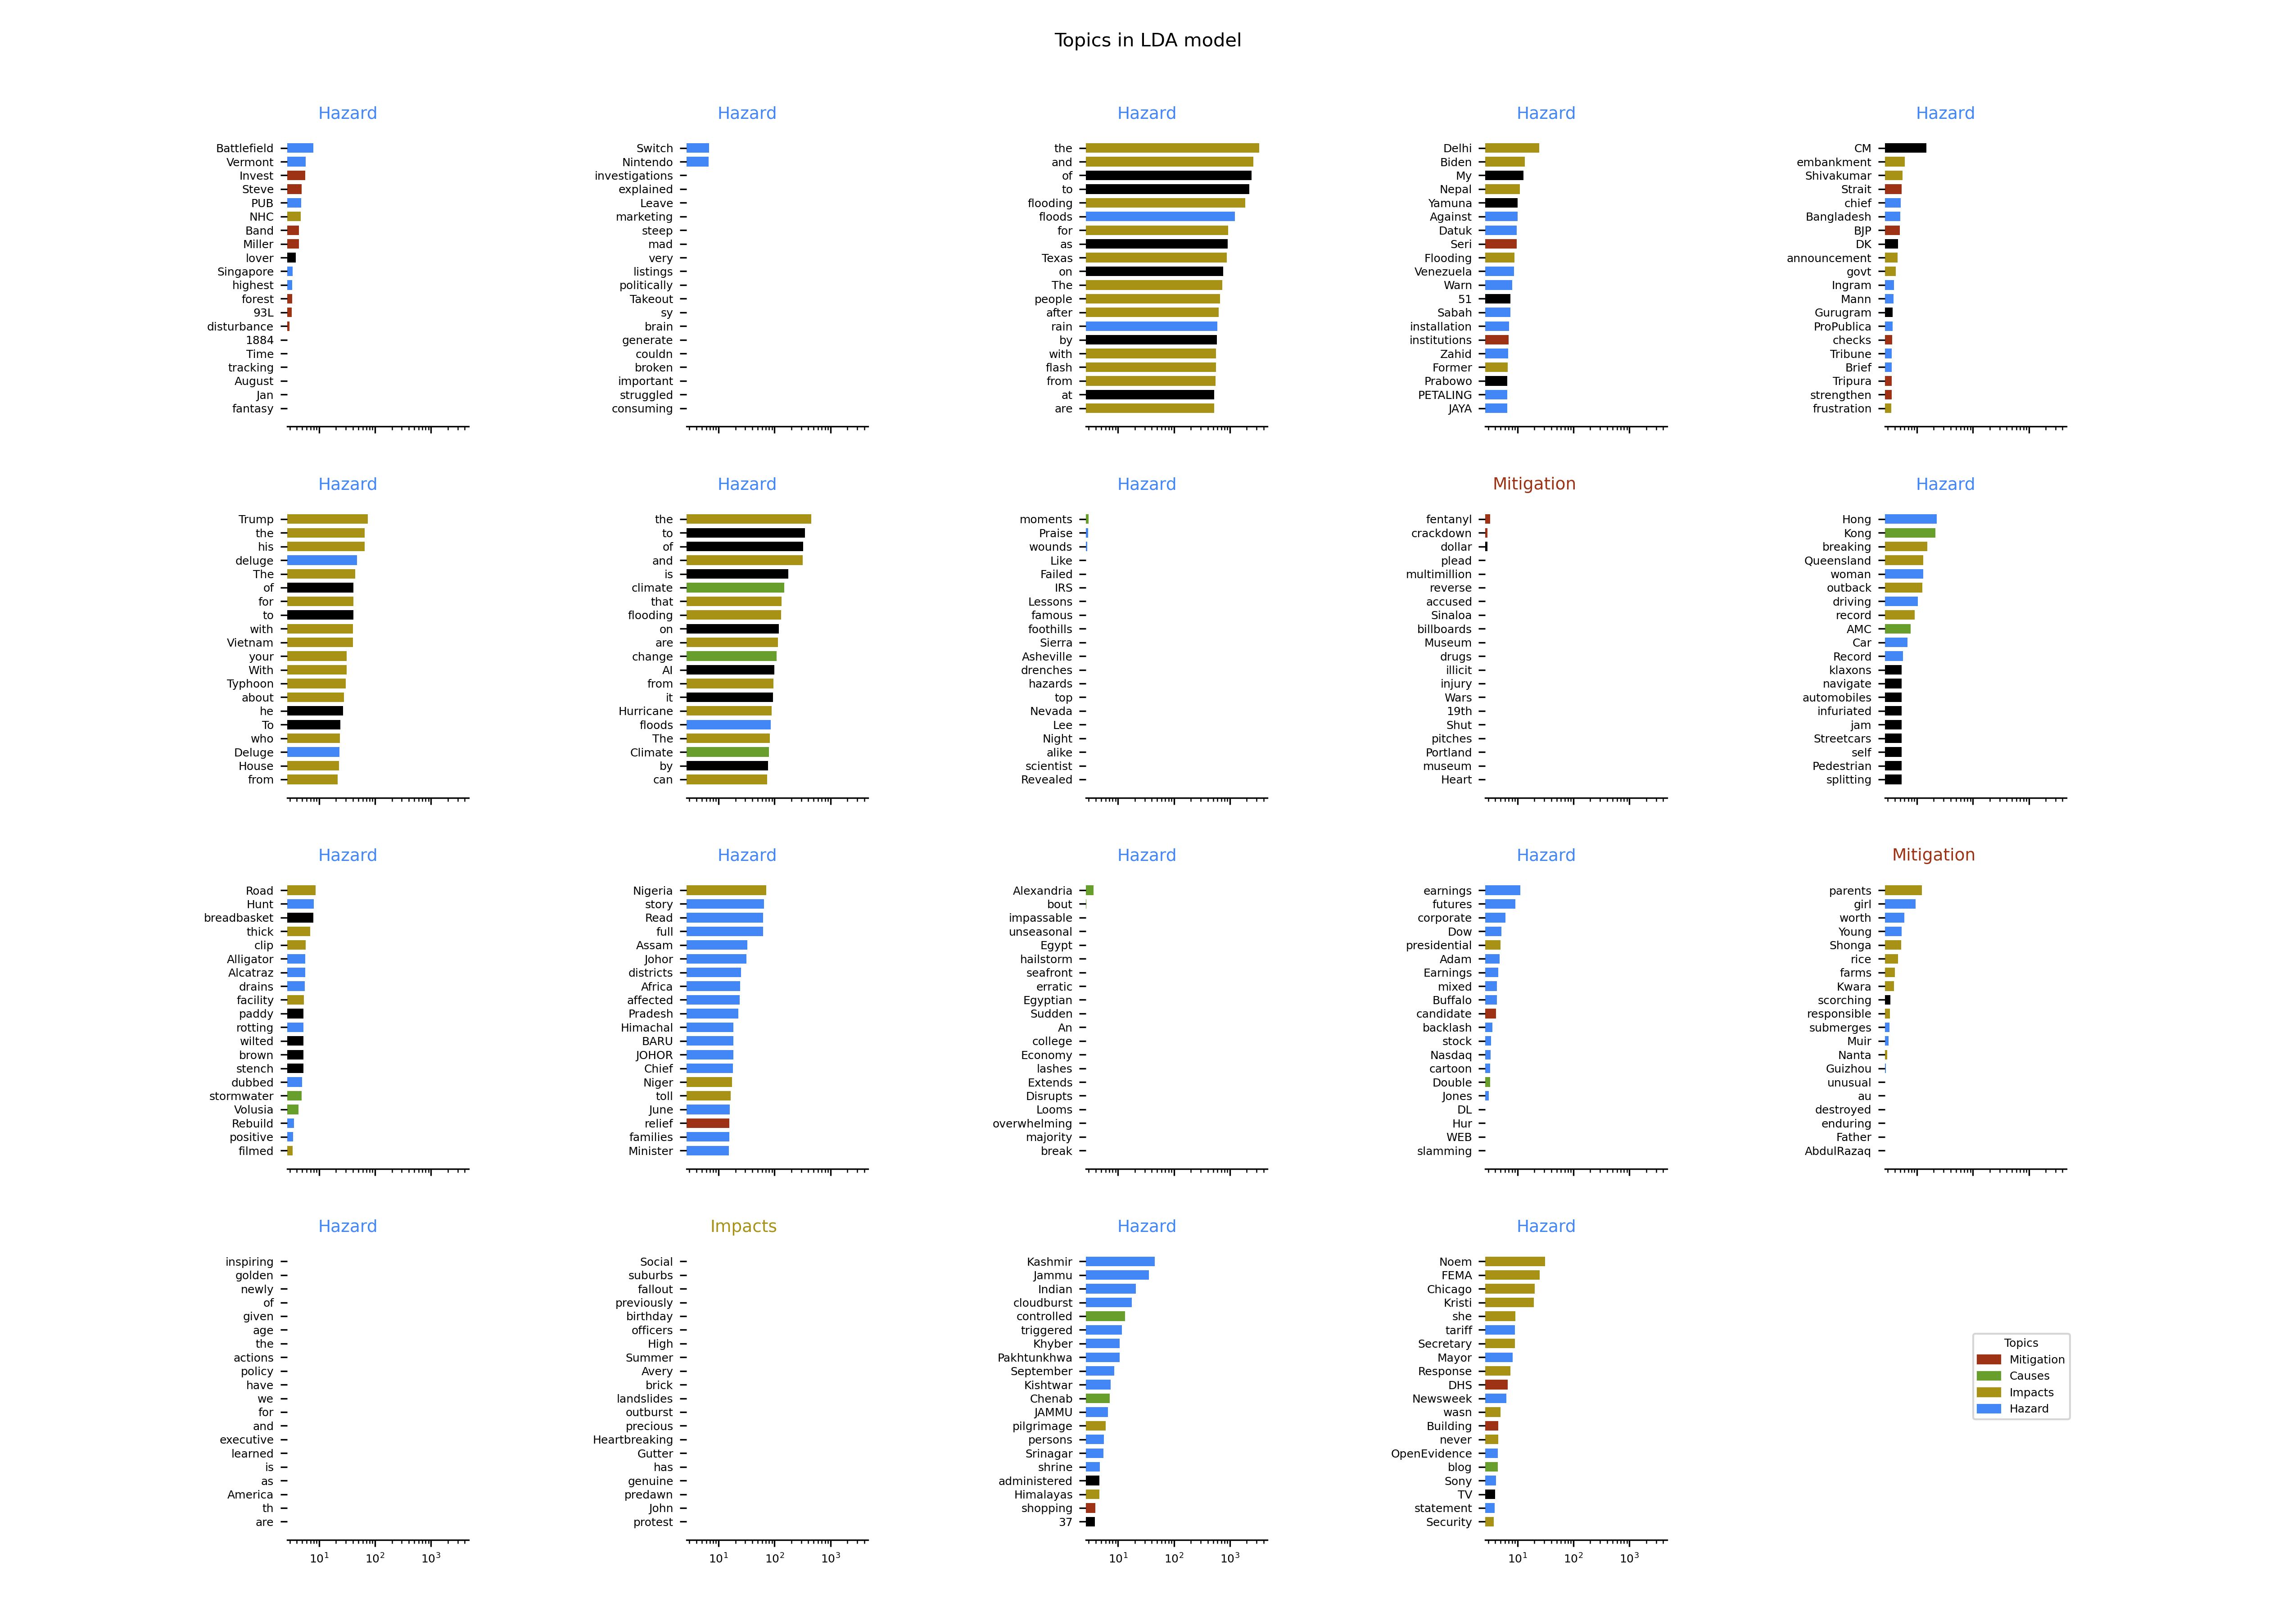 Topics in LDA model
Hazard
Battlefield
Vermont
Invest
Steve
PUB
NHC
Band
Miller
lover
Singapore
highest
forest
93L
disturbance
1884
Time
tracking
August
Jan
fantasy
Hazard
Switch
Nintendo
investigations
explained
Leave
marketing
steep
mad
very
listings
politically
Takeout
sy
brain
generate
couldn
broken
important
struggled
consuming
Hazard
the
and
of
to
flooding
floods
for
as
Texas
on
The
people
after
rain
by
with
flash
from
at
are
Hazard
Delhi
Biden
My
Nepal
Yamuna
Against
Datuk
Seri
Flooding
Venezuela
Warn
51
Sabah
installation
institutions
Zahid
Former
Prabowo
PETALING
JAYA
Hazard
CM
embankment
Shivakumar
Strait
chief
Bangladesh
BJP
DK
announcement
govt
Ingram
Mann
Gurugram
ProPublica
checks
Tribune
Brief
Tripura
strengthen
frustration
Hazard
Trump
the
his
deluge
The
of
for
to
with
Vietnam
your
With
Typhoon
about
he
To
who
Deluge
House
from
Hazard
the
to
of
and
is
climate
that
flooding
on
are
change
AI
from
it
Hurricane
floods
The
Climate
by
can
Hazard
moments
Praise
wounds
Like
Failed
IRS
Lessons
famous
foothills
Sierra
Asheville
drenches
hazards
top
Nevada
Lee
Night
alike
scientist
Revealed
Mitigation
fentanyl
crackdown
dollar
plead
multimillion
reverse
accused
Sinaloa
billboards
Museum
drugs
illicit
injury
Wars
19th
Shut
pitches
Portland
museum
Heart
Hazard
Hong
Kong
breaking
Queensland
woman
outback
driving
record
AMC
Car
Record
klaxons
navigate
automobiles
infuriated
jam
Streetcars
self
Pedestrian
splitting
Hazard
Road
Hunt
breadbasket
thick
clip
Alligator
Alcatraz
drains
facility
paddy
rotting
wilted
brown
stench
dubbed
stormwater
Volusia
Rebuild
positive
filmed
Hazard
Nigeria
story
Read
full
Assam
Johor
districts
Africa
affected
Pradesh
Himachal
BARU
JOHOR
Chief
Niger
toll
June
relief
families
Minister
Hazard
Alexandria
bout
impassable
unseasonal
Egypt
hailstorm
seafront
erratic
Egyptian
Sudden
An
college
Economy
lashes
Extends
Disrupts
Looms
overwhelming
majority
break
Hazard
earnings
futures
corporate
Dow
presidential
Adam
Earnings
mixed
Buffalo
candidate
backlash
stock
Nasdaq
cartoon
Double
Jones
DL
Hur
WEB
slamming
Mitigation
parents
girl
worth
Young
Shonga
rice
farms
Kwara
scorching
responsible
submerges
Muir
Nanta
Guizhou
unusual
au
destroyed
enduring
Father
AbdulRazaq
Hazard
inspiring
golden
newly
of
given
age
the
actions
policy
have
we
for
and
executive
learned
is
as
America
th
are
10¹ 10² 10³
Impacts
Social
suburbs
fallout
previously
birthday
officers
High
Summer
Avery
brick
landslides
outburst
precious
Heartbreaking
Gutter
has
genuine
predawn
John
protest
10¹ 10² 10³
Hazard
Kashmir
Jammu
Indian
cloudburst
controlled
triggered
Khyber
Pakhtunkhwa
September
Kishtwar
Chenab
JAMMU
pilgrimage
persons
Srinagar
shrine
administered
Himalayas
shopping
37
10¹ 10² 10³
Hazard
Noem
FEMA
Chicago
Kristi
she
tariff
Secretary
Mayor
Response
DHS
Newsweek
wasn
Building
never
OpenEvidence
blog
Sony
TV
statement
Security
10¹ 10² 10³
Topics
Mitigation
Causes
Impacts
Hazard